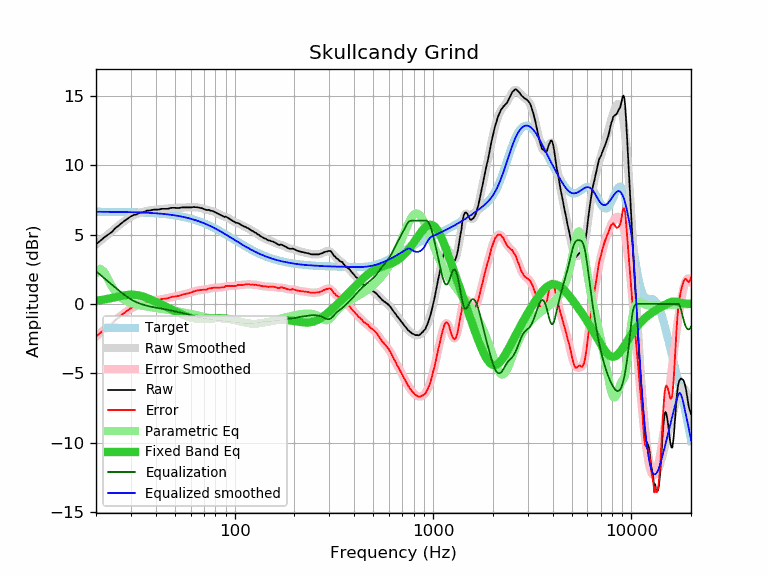 Skullcandy Grind
Amplitude (dBr)
15
10
5
0
−5
−10
−15
Target
Raw Smoothed
Error Smoothed
Raw
Error
Parametric Eq
Fixed Band Eq
Equalization
Equalized smoothed
100
1000
10000
Frequency (Hz)